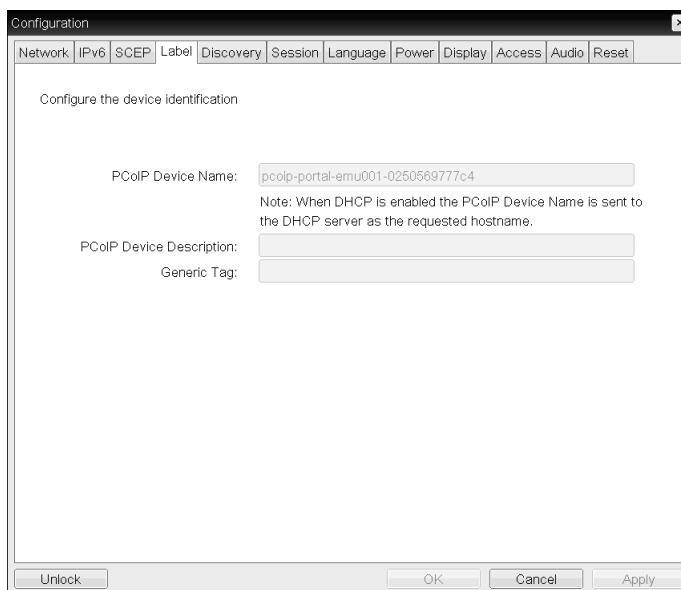 Configuration
Network IPv6 SCEP Label Discovery Session Language Power Display Access Audio Reset
Configure the device identification
PCoIP Device Name: pcoip-portal-emu001-0250569777c4
Note: When DHCP is enabled the PCoIP Device Name is sent to
the DHCP server as the requested hostname.
PCoIP Device Description:
Generic Tag:
Unlock OK Cancel Apply